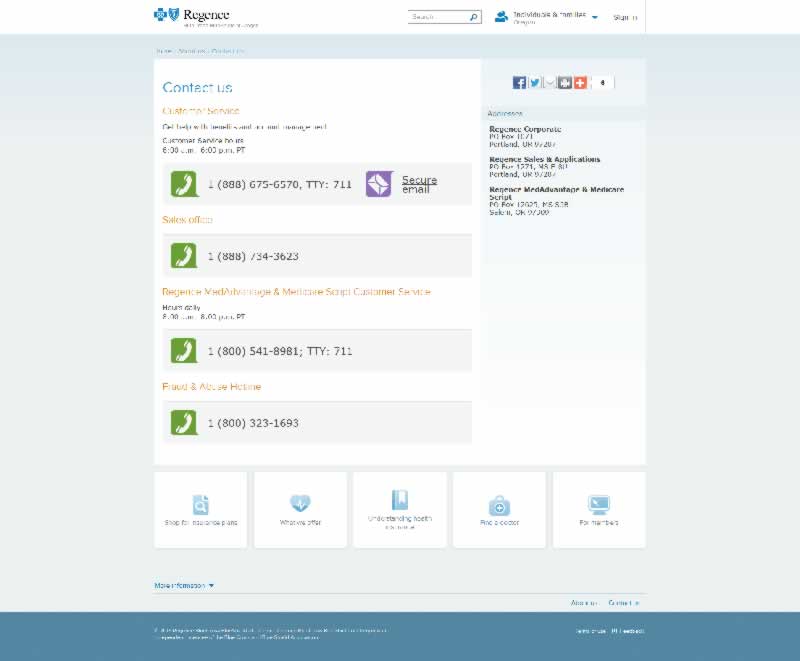 Regence
Search
Individuals & families
Oregon
Sign in
Home About us Contact us
Contact us
Customer Service
Get help with benefits and account management
Customer Service hours
6:00 a.m. 6:00 p.m. PT
1 (888) 675-6570, TTY: 711
Secure
email
Sales office
1 (888) 734-3623
Regence MedAdvantage & Medicare Script Customer Service
Hours daily
8:00 a.m. 8:00 p.m. PT
1 (800) 541-8981; TTY: 711
Fraud & Abuse Hotline
1 (800) 323-1693
6
Addresses
Regence Corporate
PO Box 1071
Portland, OR 97207
Regence Sales & Applications
PO Box 1271, MS
Portland, OR 97207
Regence MedAdvantage & Medicare
Script
PO Box 12625, MS
Salem, OR
Shop for insurance plans
What we offer
Understanding health
insurance
Find a doctor
For members
More information
About us
Contact us
Terms of use
Feedback